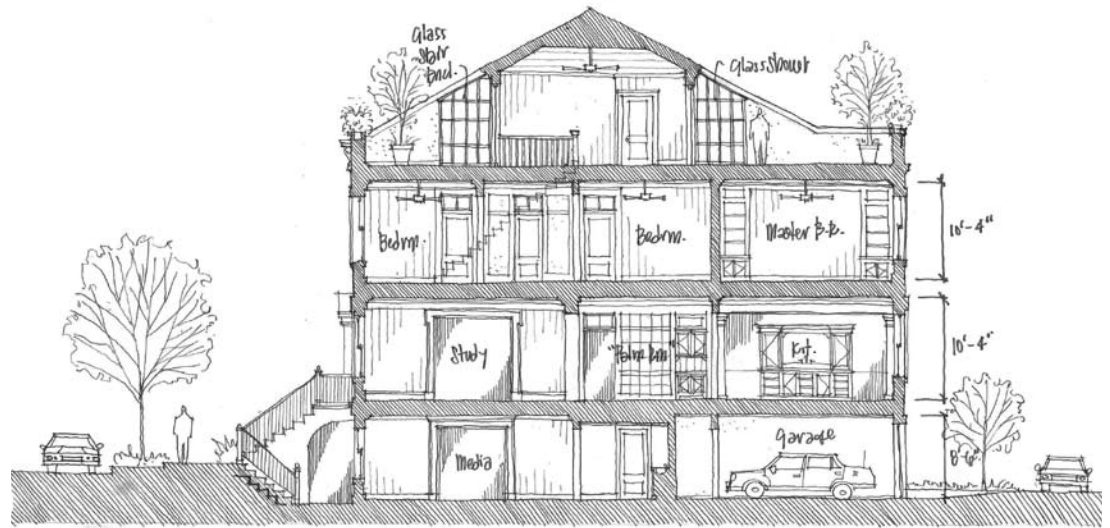 Glass
Stair
Encl.
Glass Shower
Bedrm.
Bedrm.
Master B.R.
10'-4"
Study
"Palm Rm"
Kit.
10'-4"
Media
Garage
8'-6"